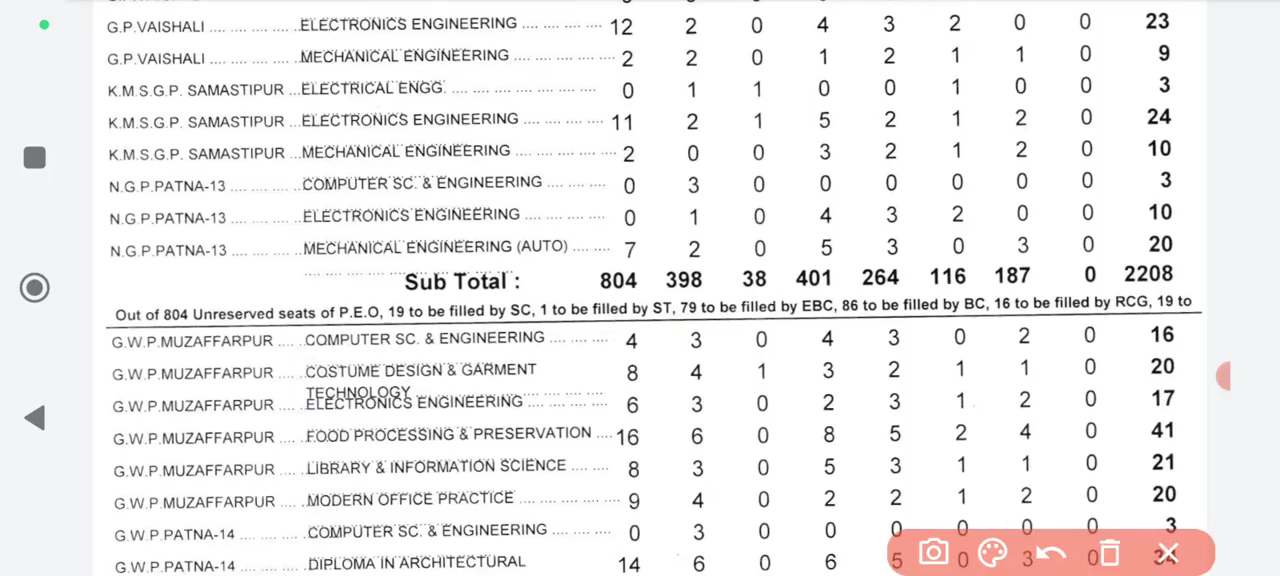 G.P.VAISHALI .... .... .... .... ELECTRONICS ENGINEERING .... .... .... .... 12 2 0 4 3 2 0 0 23
G.P.VAISHALI .... .... .... .... MECHANICAL ENGINEERING .... .... .... .... 2 2 0 1 2 1 1 0 9
K.M.S.G.P. SAMASTIPUR ... ELECTRICAL ENGG. .... .... .... .... .... .... 0 1 1 0 0 1 0 0 3
K.M.S.G.P. SAMASTIPUR ... ELECTRONICS ENGINEERING .... .... .... .... 11 2 1 5 2 1 2 0 24
K.M.S.G.P. SAMASTIPUR ... MECHANICAL ENGINEERING .... .... .... .... 2 0 0 3 2 1 2 0 10
N.G.P.PATNA-13 .... .... .... COMPUTER SC. & ENGINEERING .... .... .... 0 3 0 0 0 0 0 0 3
N.G.P.PATNA-13 .... .... .... ELECTRONICS ENGINEERING .... .... .... .... 0 1 0 4 3 2 0 0 10
N.G.P.PATNA-13 .... .... .... MECHANICAL ENGINEERING (AUTO) .... .... 7 2 0 5 3 0 3 0 20
Sub Total : 804 398 38 401 264 116 187 0 2208
Out of 804 Unreserved seats of P.E.O, 19 to be filled by SC, 1 to be filled by ST, 79 to be filled by EBC, 86 to be filled by BC, 16 to be filled by RCG, 19 to
G.W.P.MUZAFFARPUR .... .... COMPUTER SC. & ENGINEERING .... .... .... 4 3 0 4 3 0 2 0 16
G.W.P.MUZAFFARPUR .... .... COSTUME DESIGN & GARMENT 8 4 1 3 2 1 1 0 20
TECHNOLOGY
G.W.P.MUZAFFARPUR .... .... ELECTRONICS ENGINEERING .... .... .... .... 6 3 0 2 3 1 2 0 17
G.W.P.MUZAFFARPUR .... .... FOOD PROCESSING & PRESERVATION .... 16 6 0 8 5 2 4 0 41
G.W.P.MUZAFFARPUR .... .... LIBRARY & INFORMATION SCIENCE .... .... 8 3 0 5 3 1 1 0 21
G.W.P.MUZAFFARPUR .... .... MODERN OFFICE PRACTICE .... .... .... .... 9 4 0 2 2 1 2 0 20
G.W.P.PATNA-14 .... .... .... COMPUTER SC. & ENGINEERING .... .... .... 0 3 0 0 0 0 0 0 3
G.W.P.PATNA-14 .... .... .... DIPLOMA IN ARCHITECTURAL 14 6 0 6 5 0 3 0 34